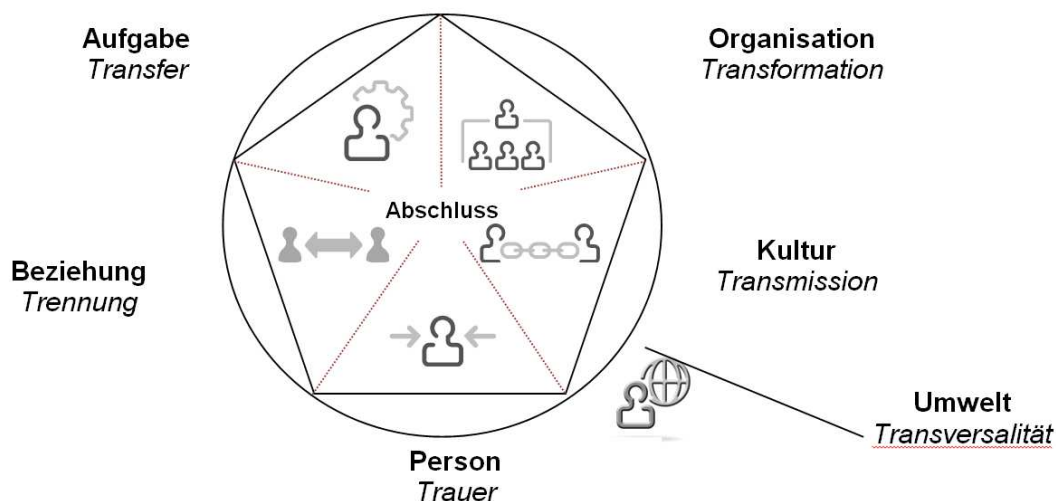 Aufgabe
Transfer
Organisation
Transformation
Abschluss
Beziehung
Trennung
Kultur
Transmission
Umwelt
Transversalität
Person
Trauer